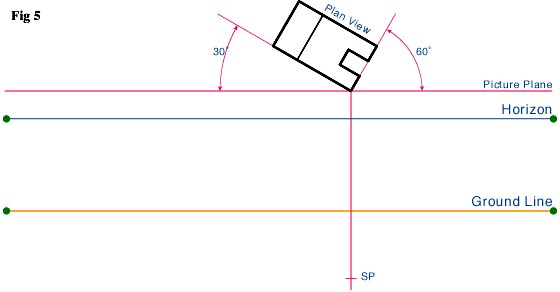 Fig 5
Plan View
30°
60°
Picture Plane
Horizon
Ground Line
SP